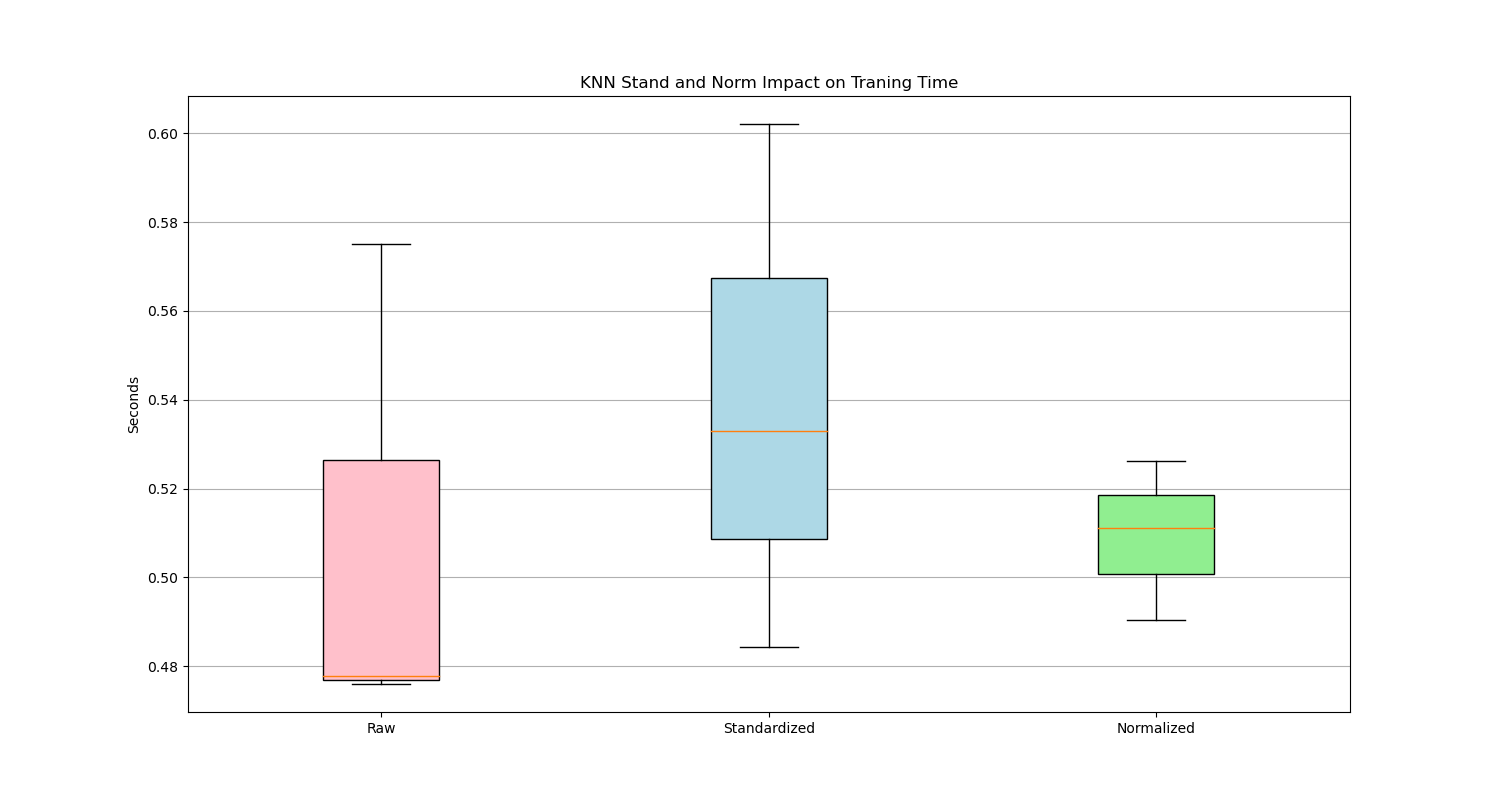 KNN Stand and Norm Impact on Traning Time
0.60
0.58
0.56
0.54
0.52
0.50
0.48
Seconds
Raw
Standardized
Normalized